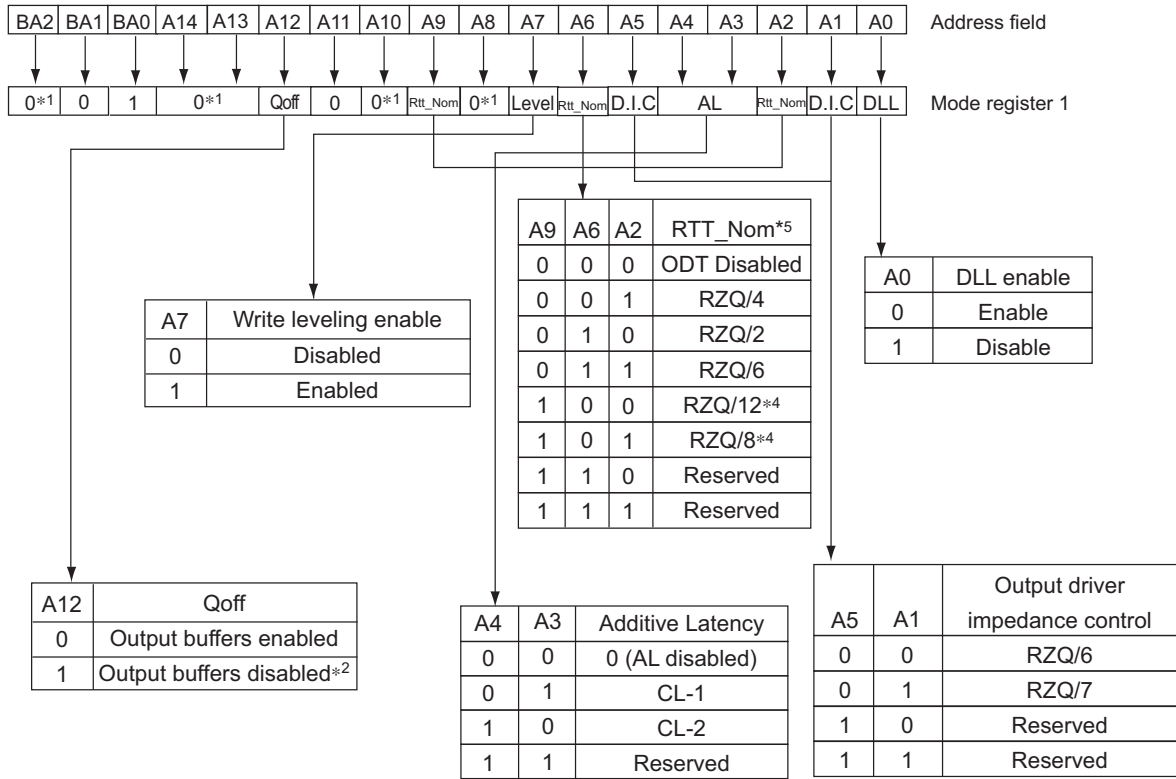 BA2 BA1 BA0 A14 A13 A12 A11 A10 A9 A8 A7 A6 A5 A4 A3 A2 A1 A0 Address field
0*1 0 1 0*1 Qoff 0 0*1 Rtt_Nom 0*1 Level Rtt_Nom D.I.C AL Rtt_Nom D.I.C DLL Mode register 1
A9 A6 A2 RTT_Nom*5
0 0 0 ODT Disabled
0 0 1 RZQ/4
0 1 0 RZQ/2
0 1 1 RZQ/6
1 0 0 RZQ/12*4
1 0 1 RZQ/8*4
1 1 0 Reserved
1 1 1 Reserved
A0 DLL enable
0 Enable
1 Disable
A7 Write leveling enable
0 Disabled
1 Enabled
A12 Qoff
0 Output buffers enabled
1 Output buffers disabled*2
A4 A3 Additive Latency
0 0 0 (AL disabled)
0 1 CL-1
1 0 CL-2
1 1 Reserved
Output driver
A5 A1 impedance control
0 0 RZQ/6
0 1 RZQ/7
1 0 Reserved
1 1 Reserved